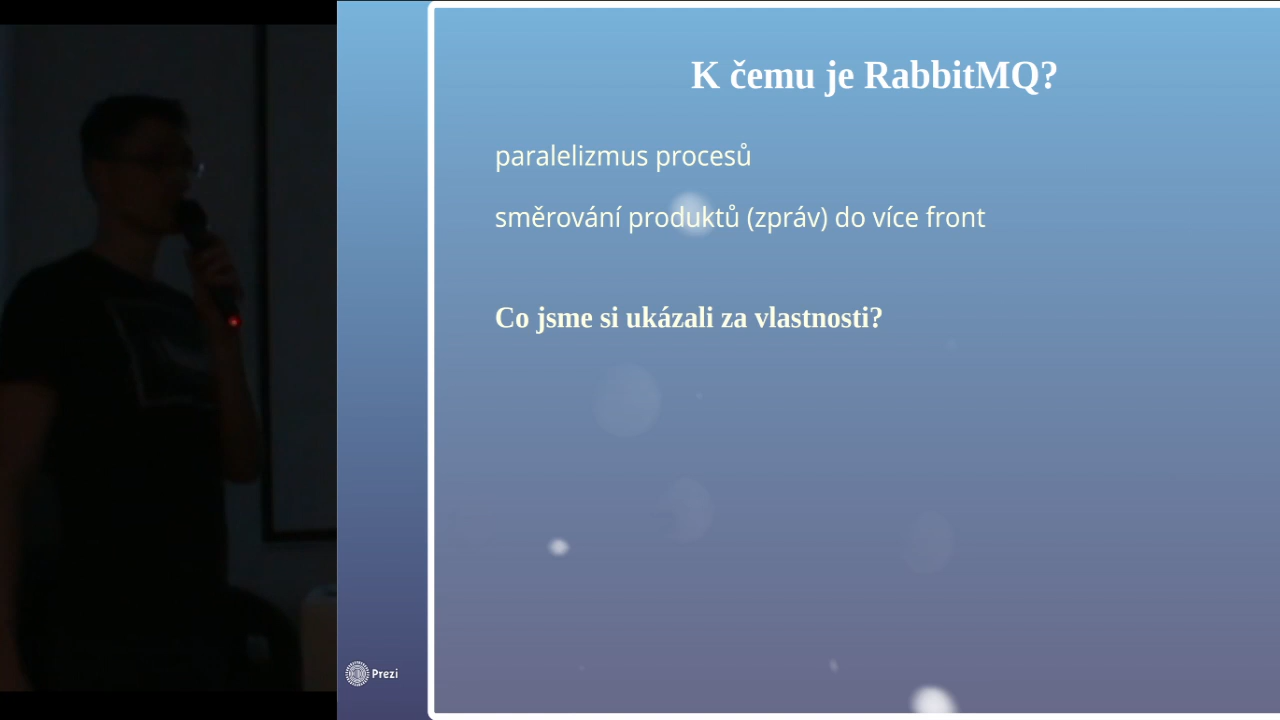 K čemu je RabbitMQ?
paralelizmus procesů
směrování produktů (zpráv) do více front
Co jsme si ukázali za vlastnosti?
Prezi